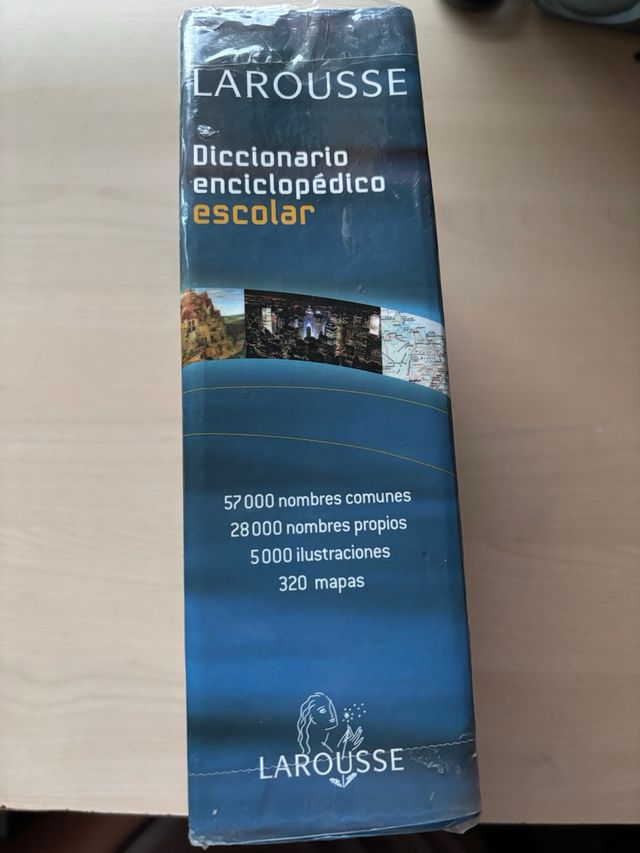 LAROUSSE
Diccionario
enciclopédico
escolar
57 000 nombres comunes
28 000 nombres propios
5 000 ilustraciones
320 mapas
LAROUSSE